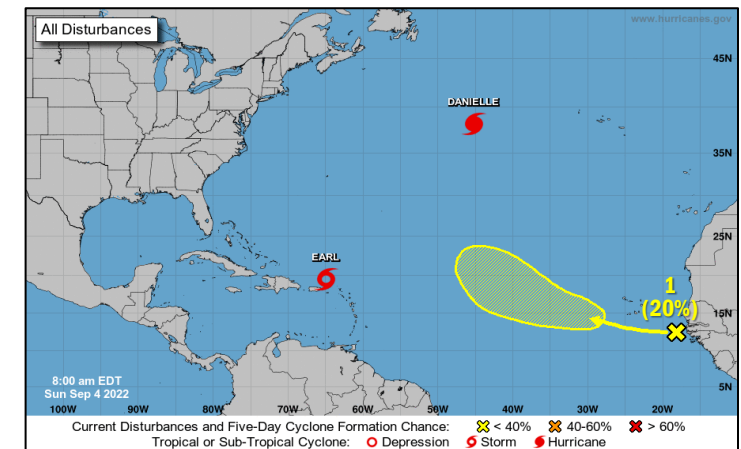 All Disturbances
www.hurricanes.gov
45N
DANIELLE
35N
25N
EARL
1
(20%)
15N
8:00 am EDT
Sun Sep 4 2022
5N
100W 90W 80W 70W 60W 50W 40W 30W 20W
Current Disturbances and Five-Day Cyclone Formation Chance: < 40% 40-60% > 60%
Tropical or Sub-Tropical Cyclone: Depression Storm Hurricane